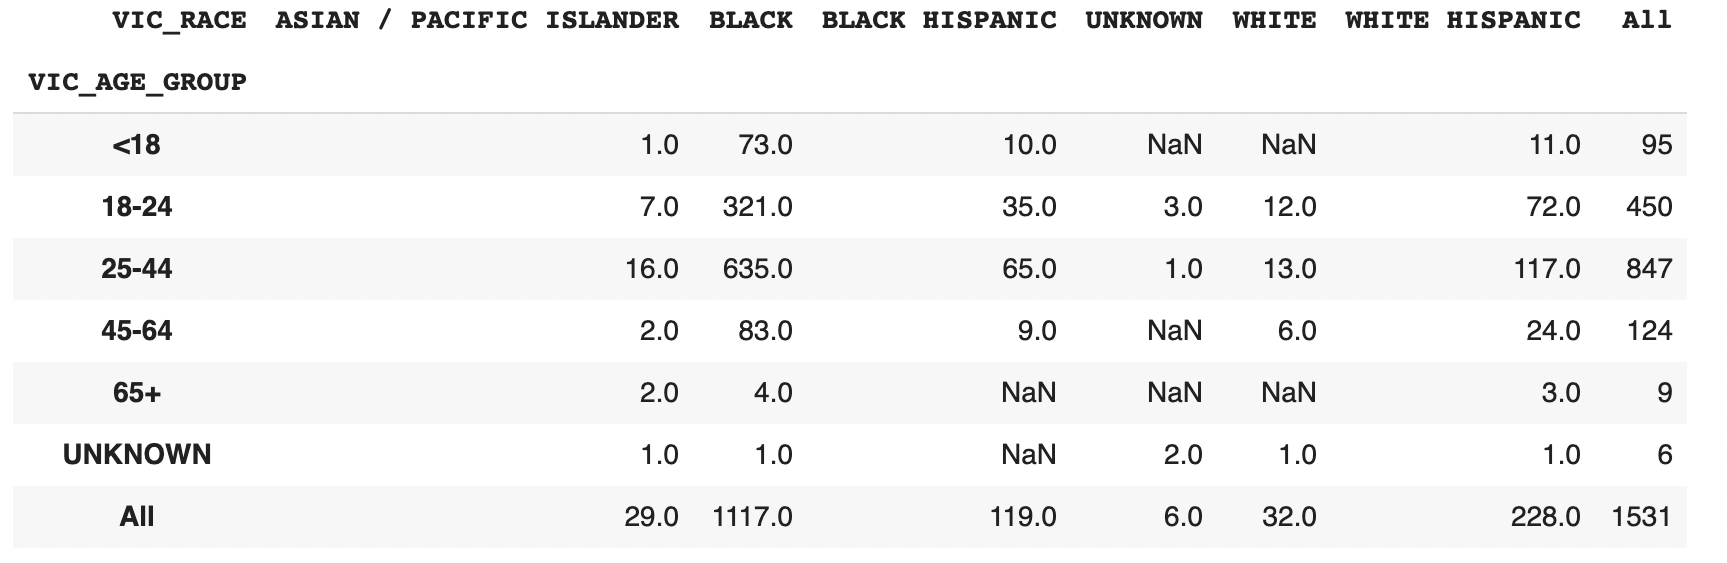 VIC_RACE ASIAN / PACIFIC ISLANDER BLACK BLACK HISPANIC UNKNOWN WHITE WHITE HISPANIC All
VIC_AGE_GROUP
<18 1.0 73.0 10.0 NaN NaN 11.0 95
18-24 7.0 321.0 35.0 3.0 12.0 72.0 450
25-44 16.0 635.0 65.0 1.0 13.0 117.0 847
45-64 2.0 83.0 9.0 NaN 6.0 24.0 124
65+ 2.0 4.0 NaN NaN NaN 3.0 9
UNKNOWN 1.0 1.0 NaN 2.0 1.0 1.0 6
All 29.0 1117.0 119.0 6.0 32.0 228.0 1531